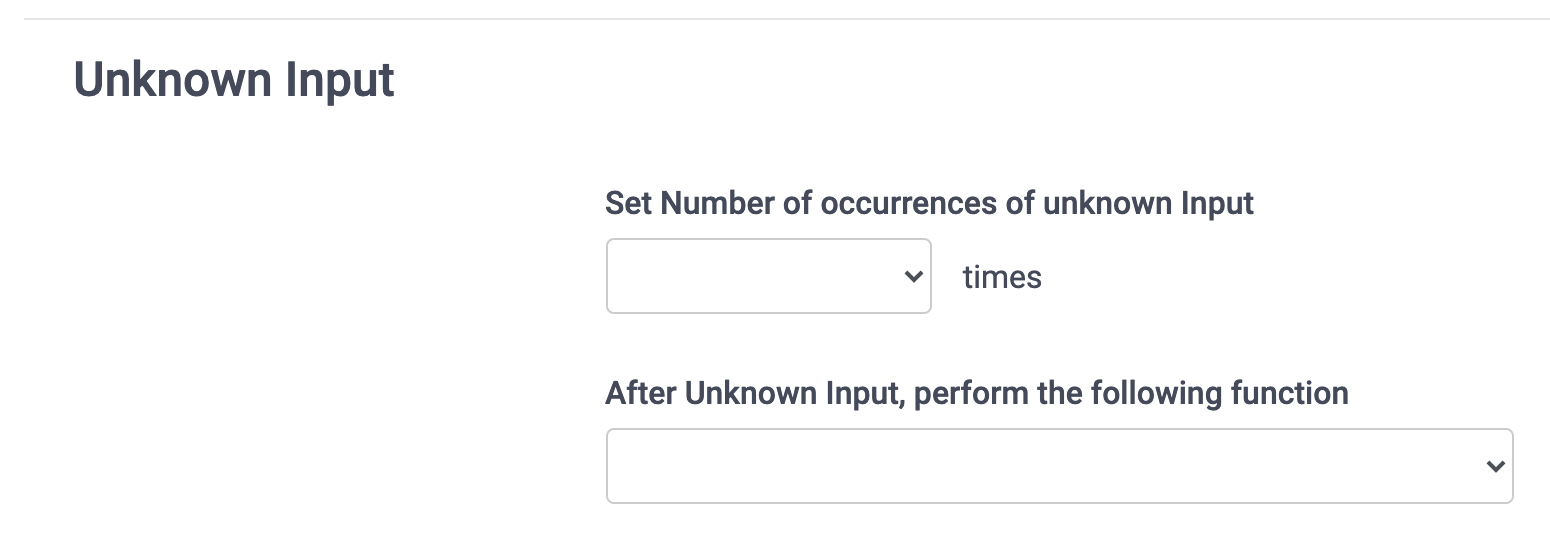 Unknown Input
Set Number of occurrences of unknown Input
times
After Unknown Input, perform the following function